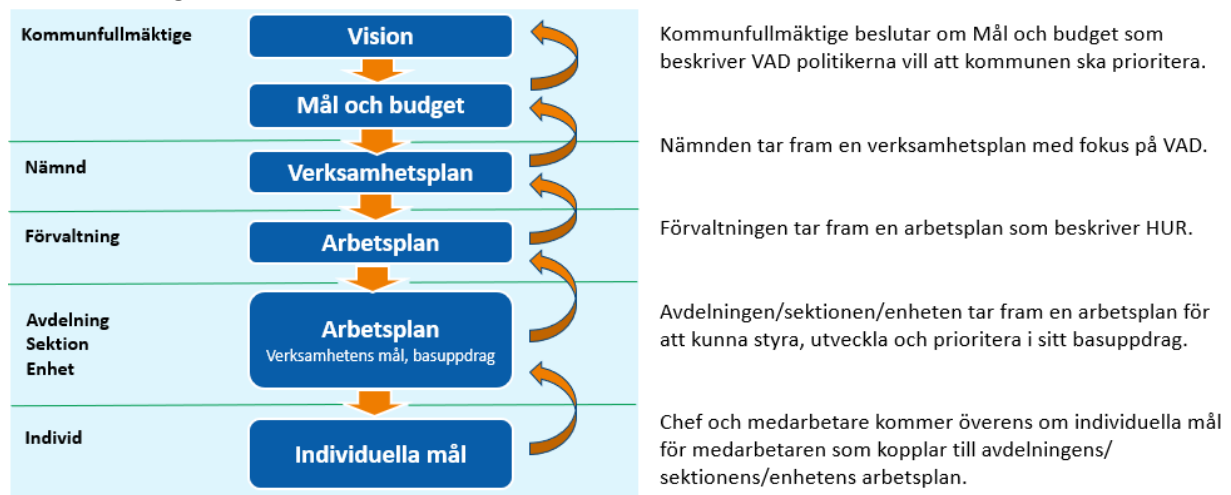 Kommunfullmäktige
Vision
Kommunfullmäktige beslutar om Mål och budget som
beskriver VAD politikerna vill att kommunen ska prioritera.
Mål och budget
Nämnd
Verksamhetsplan
Nämnden tar fram en verksamhetsplan med fokus på VAD.
Förvaltning
Arbetsplan
Förvaltningen tar fram en arbetsplan som beskriver HUR.
Avdelning
Sektion
Enhet
Arbetsplan
Verksamhetens mål, basuppdrag
Avdelningen/sektionen/enheten tar fram en arbetsplan för
att kunna styra, utveckla och prioritera i sitt basuppdrag.
Individ
Individuella mål
Chef och medarbetare kommer överens om individuella mål
för medarbetaren som kopplar till avdelningens/
sektionens/enhetens arbetsplan.